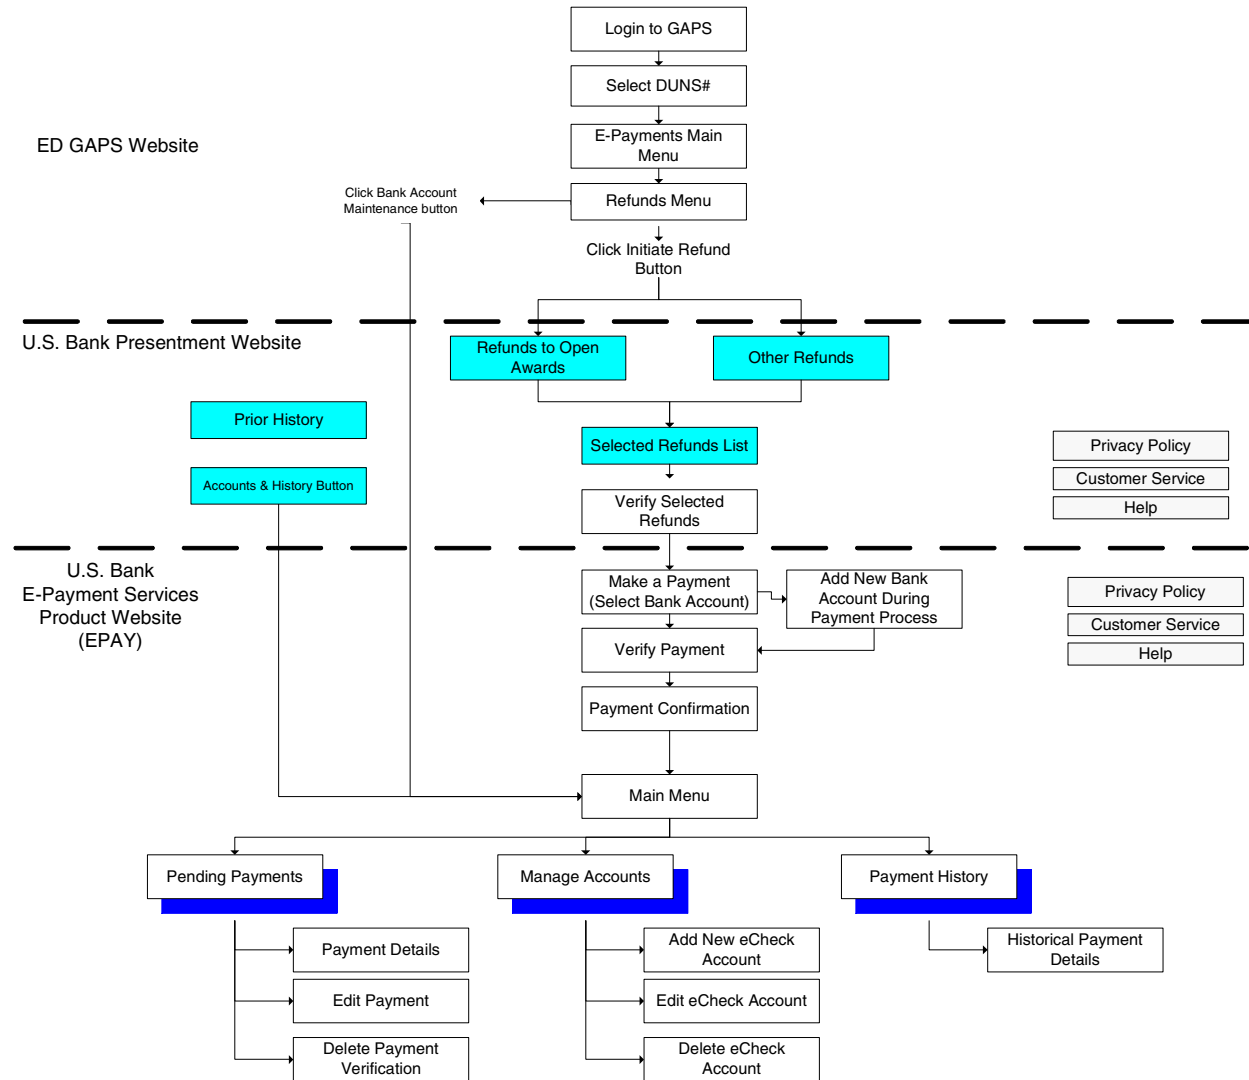 Login to GAPS
Select DUNS#
ED GAPS Website
E-Payments Main
Menu
Click Bank Account
Maintenance button
Refunds Menu
Click Initiate Refund
Button
U.S. Bank Presentment Website
Refunds to Open
Awards
Other Refunds
Prior History
Selected Refunds List
Privacy Policy
Accounts & History Button
Customer Service
Verify Selected
Refunds
Help
U.S. Bank
E-Payment Services
Product Website
(EPAY)
Make a Payment
(Select Bank Account)
Add New Bank
Account During
Payment Process
Privacy Policy
Customer Service
Verify Payment
Help
Payment Confirmation
Main Menu
Pending Payments
Manage Accounts
Payment History
Payment Details
Add New eCheck
Account
Historical Payment
Details
Edit Payment
Edit eCheck Account
Delete Payment
Verification
Delete eCheck
Account